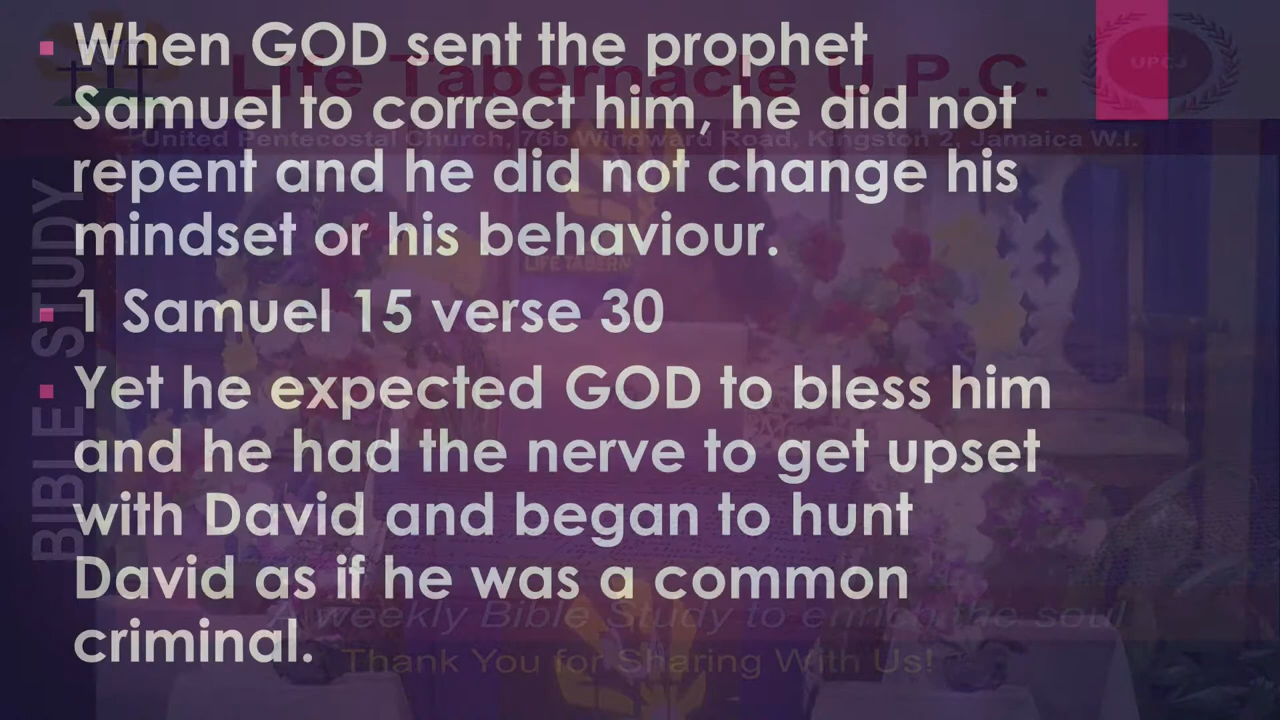 When GOD sent the prophet
Samuel to correct him, he did not
repent and he did not change his
mindset or his behaviour.
1 Samuel 15 verse 30
Yet he expected GOD to bless him
and he had the nerve to get upset
with David and began to hunt
David as if he was a common
criminal.
Life Tabernacle U.P.C.
United Pentecostal Church, 76b Windward Road, Kingston 2, Jamaica W.I.
UPCJ
BIBLE STUDY
LIFE TABERN
A weekly Bible Study to enrich the soul
Thank You for Sharing With Us!